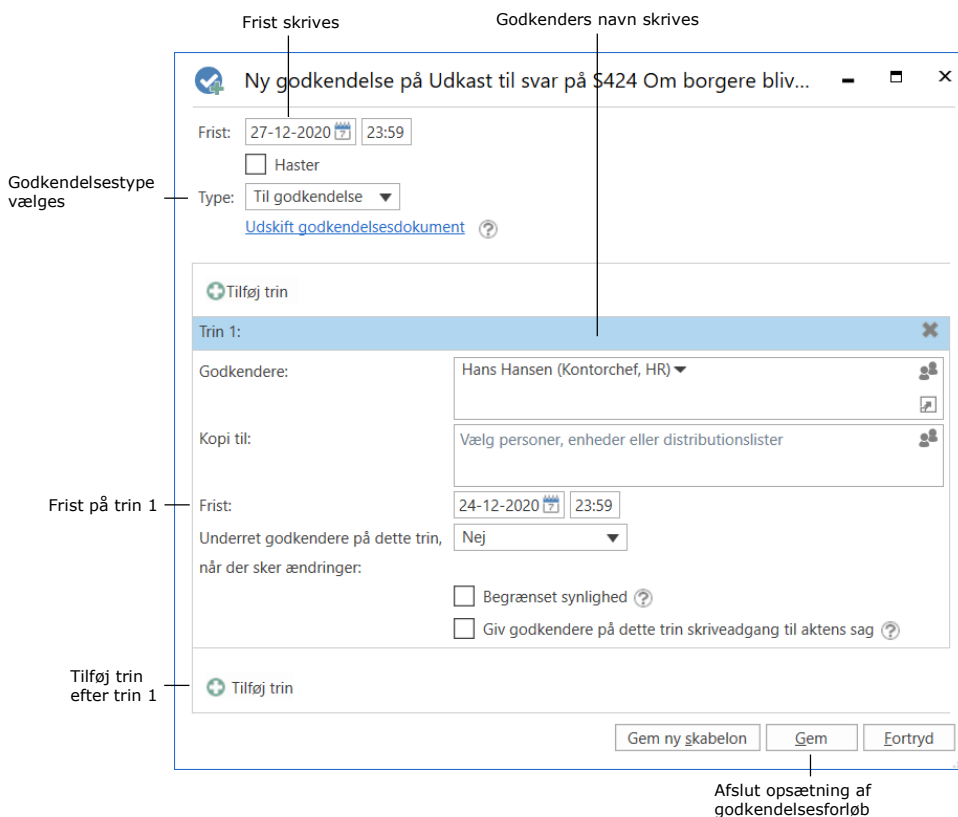 Frist skrives
Godkenders navn skrives
Ny godkendelse på Udkast til svar på S424 Om borgere bliv...
Frist: 27-12-2020 7 23:59
Haster
Godkendelsestype
vælges
Type: Til godkendelse
Udskift godkendelsesdokument ?
Tilføj trin
Trin 1:
Godkendere: Hans Hansen (Kontorchef, HR)
Kopi til: Vælg personer, enheder eller distributionslister
Frist på trin 1
Frist: 24-12-2020 7 23:59
Underret godkendere på dette trin, Nej
når der sker ændringer:
Begrænset synlighed ?
Giv godkendere på dette trin skriveadgang til aktens sag ?
Tilføj trin
efter trin 1
Tilføj trin
Gem ny skabelon Gem Fortryd
Afslut opsætning af
godkendelsesforløb